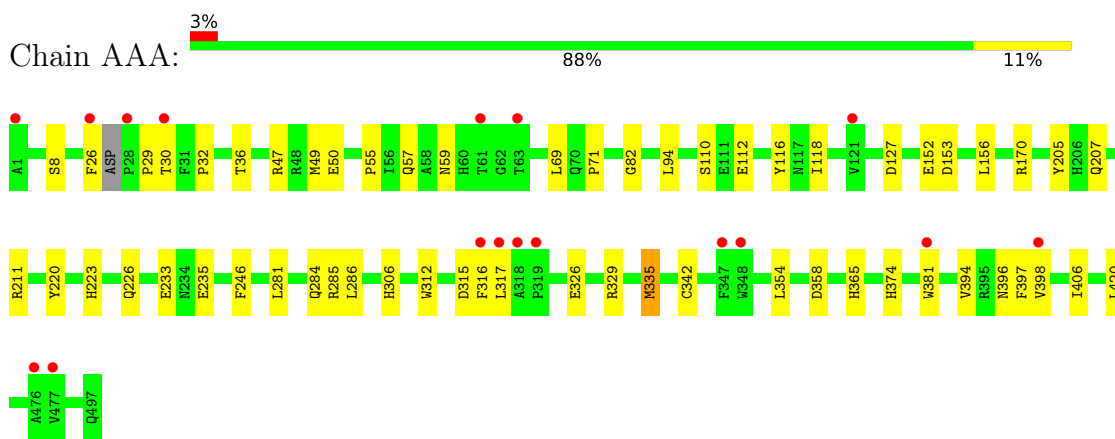 3%
Chain AAA:
88% 11%
A1 S8 F26 ASP P28 P29 T30 F31 P32 T36 R47 R48 M49 E50 P55 I56 Q57 A58 N59 H60 T61 G62 T63 L69 Q70 P71 G82 L94 S110 E111 E112 Y116 N117 I118 V121 D127 E152 D153 L156 R170 Y205 H206 Q207
R211 Y220 H223 Q226 E233 N234 E235 F246 L281 Q284 R285 L286 H306 W312 D315 F316 L317 A318 P319 E326 R329 M335 C342 F347 W348 L354 D358 H365 H374 W381 V394 R395 N396 F397 V398 I406
A476 V477 Q497